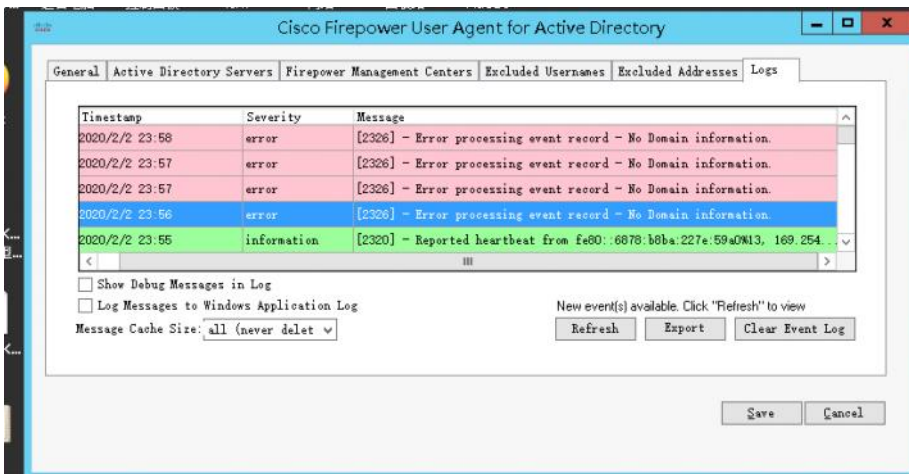 Cisco Firepower User Agent for Active Directory
General Active Directory Servers Firepower Management Centers Excluded Usernames Excluded Addresses Logs
Timestamp Severity Message
2020/2/2 23:58 error [2326] - Error processing event record - No Domain information.
2020/2/2 23:57 error [2326] - Error processing event record - No Domain information.
2020/2/2 23:57 error [2326] - Error processing event record - No Domain information.
2020/2/2 23:56 error [2326] - Error processing event record - No Domain information.
2020/2/2 23:55 information [2320] - Reported heartbeat from fe80::6878:b8ba:227e:59a0%13, 169.254...
Show Debug Messages in Log
Log Messages to Windows Application Log
New event(s) available. Click "Refresh" to view
Message Cache Size: all (never delet
Refresh Export Clear Event Log
Save Cancel